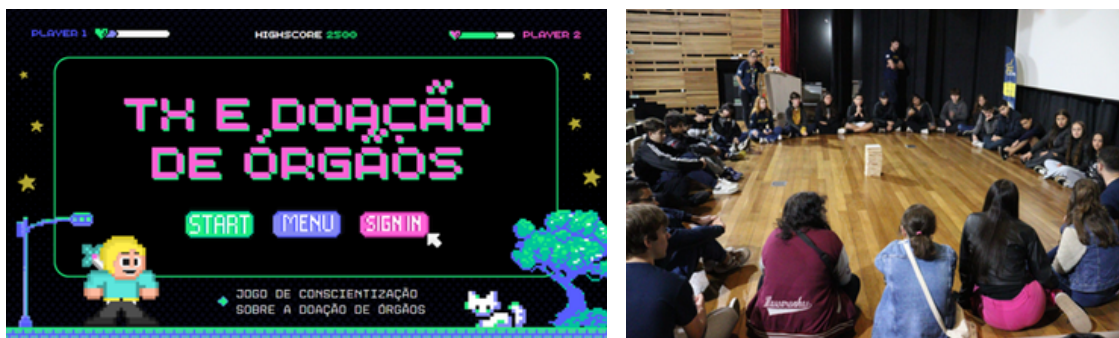 PLAYER 1
HIGHSCORE 2500
PLAYER 2
TX E DOAÇÃO
DE ÓRGÃOS
START
MENU
SIGN IN
JOGO DE CONSCIENTIZAÇÃO
SOBRE A DOAÇÃO DE ÓRGÃOS